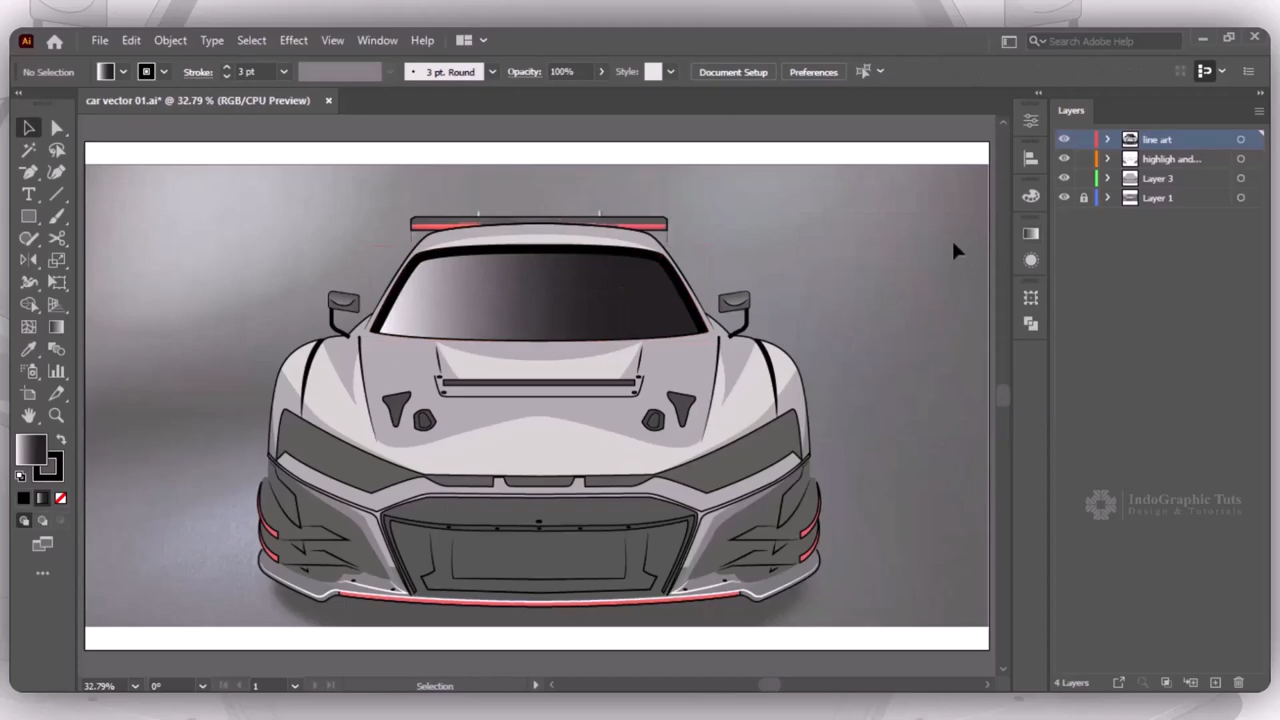 Ai File Edit Object Type Select Effect View Window Help Search Adobe Help
No Selection Stroke: 3 pt 3 pt. Round Opacity: 100% Style: Document Setup Preferences
car vector 01.ai* @ 32.79 % (RGB/CPU Preview)
Layers
line art
highligh and...
Layer 3
Layer 1
IndoGraphic Tuts
Design & Tutorials
32.79% 0° 1 Selection
4 Layers